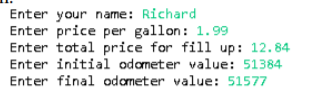 Enter your name: Richard
Enter price per gallon: 1.99
Enter total price for fill up: 12.84
Enter initial odometer value: 51384
Enter final odometer value: 51577